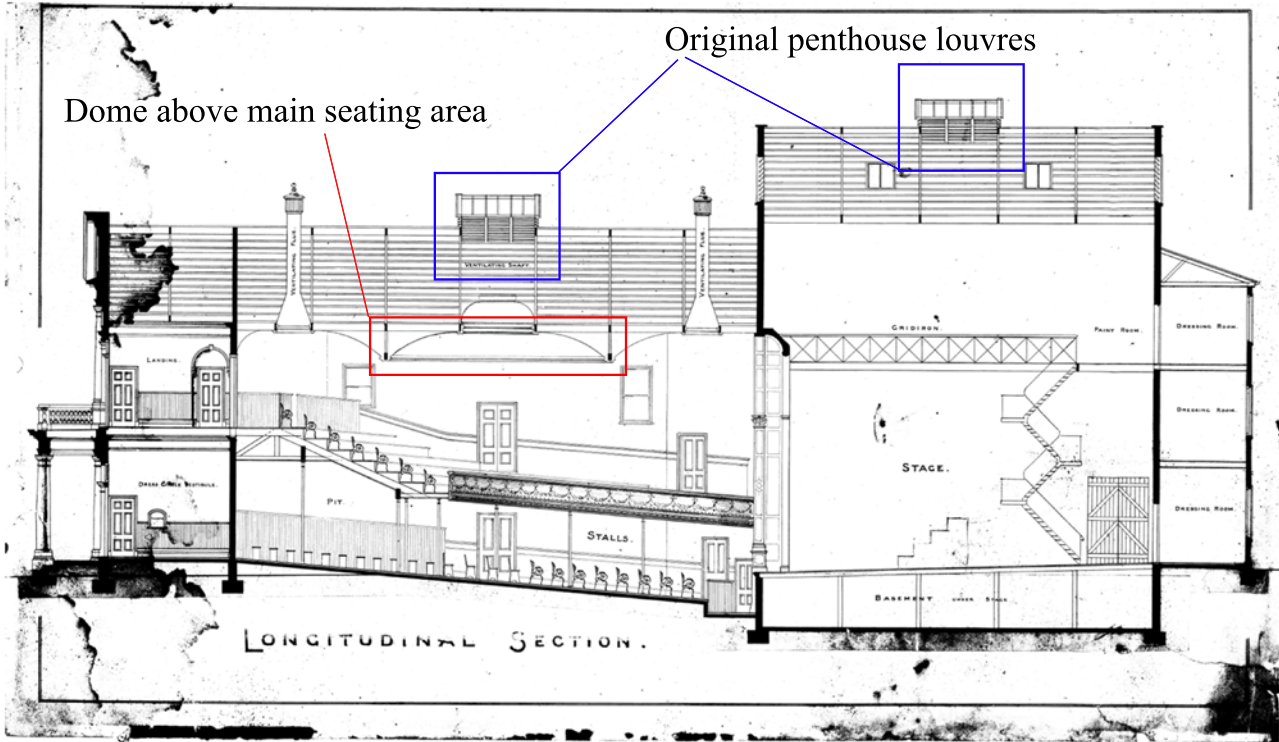 Original penthouse louvres
Dome above main seating area
VENTILATING FLUE.
VENTILATING SHAFT.
VENTILATING FLUE.
GRIDIRON.
PAINT ROOM.
DRESSING ROOM.
LANDING.
DRESSING ROOM.
STAGE.
DRESS CIRCLE VESTIBULE.
PIT.
STALLS.
DRESSING ROOM.
BASEMENT UNDER STAGE.
LONGITUDINAL SECTION.